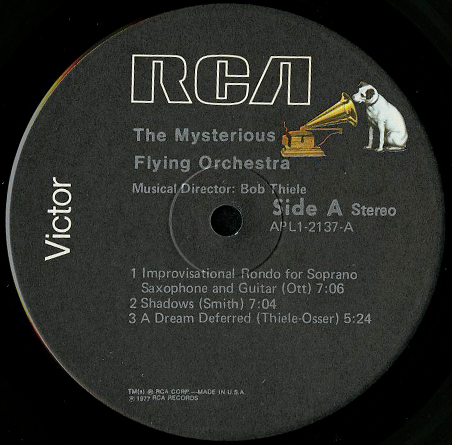 RCA
The Mysterious
Flying Orchestra
Musical Director: Bob Thiele
Side A Stereo
APL1-2137-A
Victor
1 Improvisational Rondo for Soprano
Saxophone and Guitar (Ott) 7:06
2 Shadows (Smith) 7:04
3 A Dream Deferred (Thiele-Osser) 5:24
TM(s) ® RCA CORP.—MADE IN U.S.A.
℗ 1977 RCA RECORDS